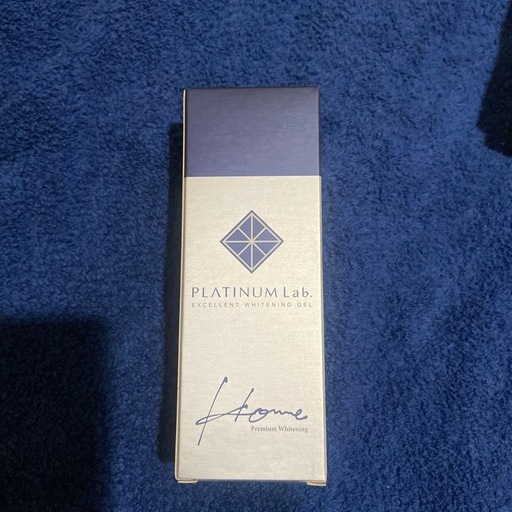 PLATINUM Lab.
EXCELLENT WHITENING GEL
Home
Premium Whitening